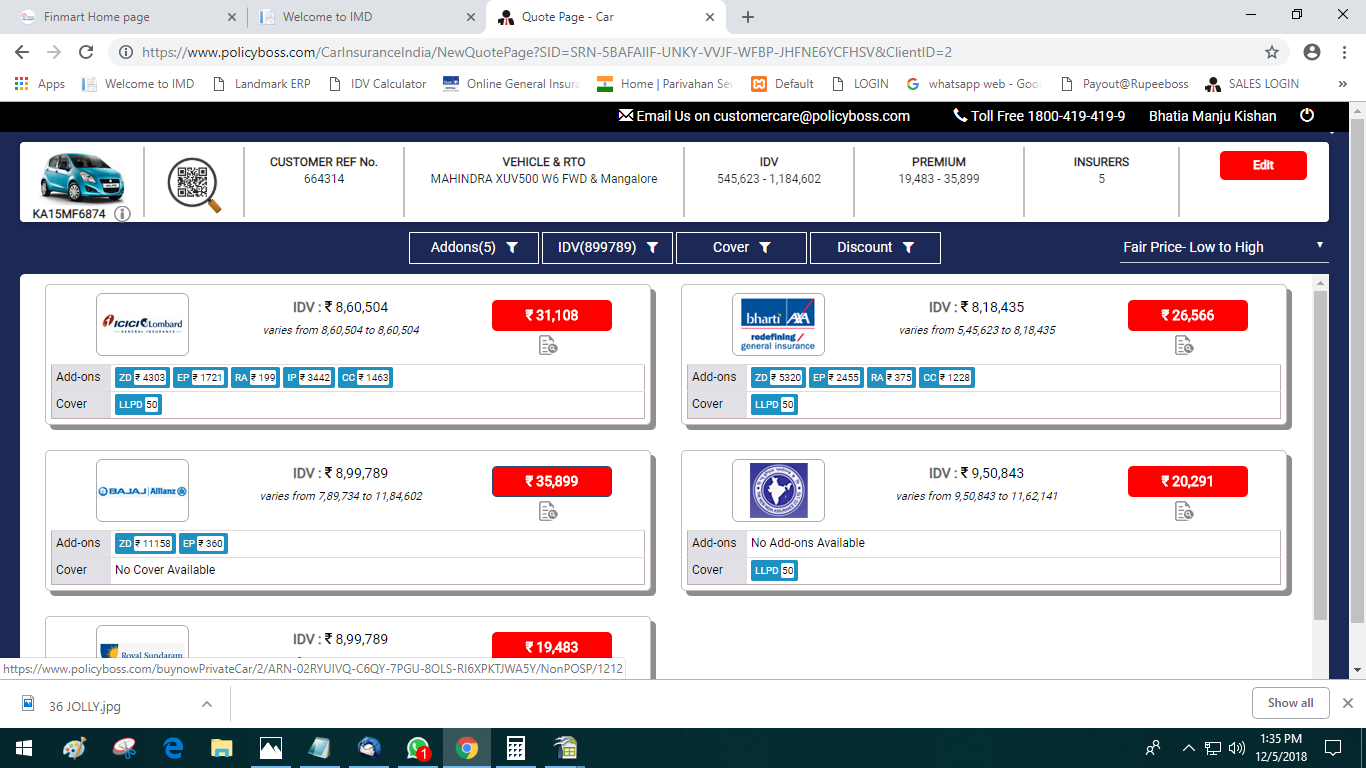 Finmart Home page
Welcome to IMD
Quote Page - Car
https://www.policyboss.com/CarInsuranceIndia/NewQuotePage?SID=SRN-5BAFAIIF-UNKY-VVJF-WFBP-JHFNE6YCFHSV&ClientID=2
Apps Welcome to IMD Landmark ERP IDV Calculator Online General Insura Home | Parivahan Sev Default LOGIN whatsapp web - Goo Payout@Rupeeboss SALES LOGIN »
Email Us on customercare@policyboss.com Toll Free 1800-419-419-9 Bhatia Manju Kishan
KA15MF6874
CUSTOMER REF No.
664314
VEHICLE & RTO
MAHINDRA XUV500 W6 FWD & Mangalore
IDV
545,623 - 1,184,602
PREMIUM
19,483 - 35,899
INSURERS
5
Edit
Addons(5) IDV(899789) Cover Discount Fair Price- Low to High
ICICI Lombard
GENERAL INSURANCE
IDV : ₹ 8,60,504
varies from 8,60,504 to 8,60,504
₹ 31,108
Add-ons ZD ₹ 4303 EP ₹ 1721 RA ₹ 199 IP ₹ 3442 CC ₹ 1463
Cover LLPD 50
bharti AXA
redefining /
general insurance
IDV : ₹ 8,18,435
varies from 5,45,623 to 8,18,435
₹ 26,566
Add-ons ZD ₹ 5320 EP ₹ 2455 RA ₹ 375 CC ₹ 1228
Cover LLPD 50
BAJAJ Allianz
IDV : ₹ 8,99,789
varies from 7,89,734 to 11,84,602
₹ 35,899
Add-ons ZD ₹ 11158 EP ₹ 360
Cover No Cover Available
IDV : ₹ 9,50,843
varies from 9,50,843 to 11,62,141
₹ 20,291
Add-ons No Add-ons Available
Cover LLPD 50
Royal Sundaram
IDV : ₹ 8,99,789
₹ 19,483
https://www.policyboss.com/buynowPrivateCar/2/ARN-02RYUIVQ-C6QY-7PGU-8OLS-RI6XPKTJWA5Y/NonPOSP/1212
36 JOLLY.jpg
Show all
1
1:35 PM
12/5/2018